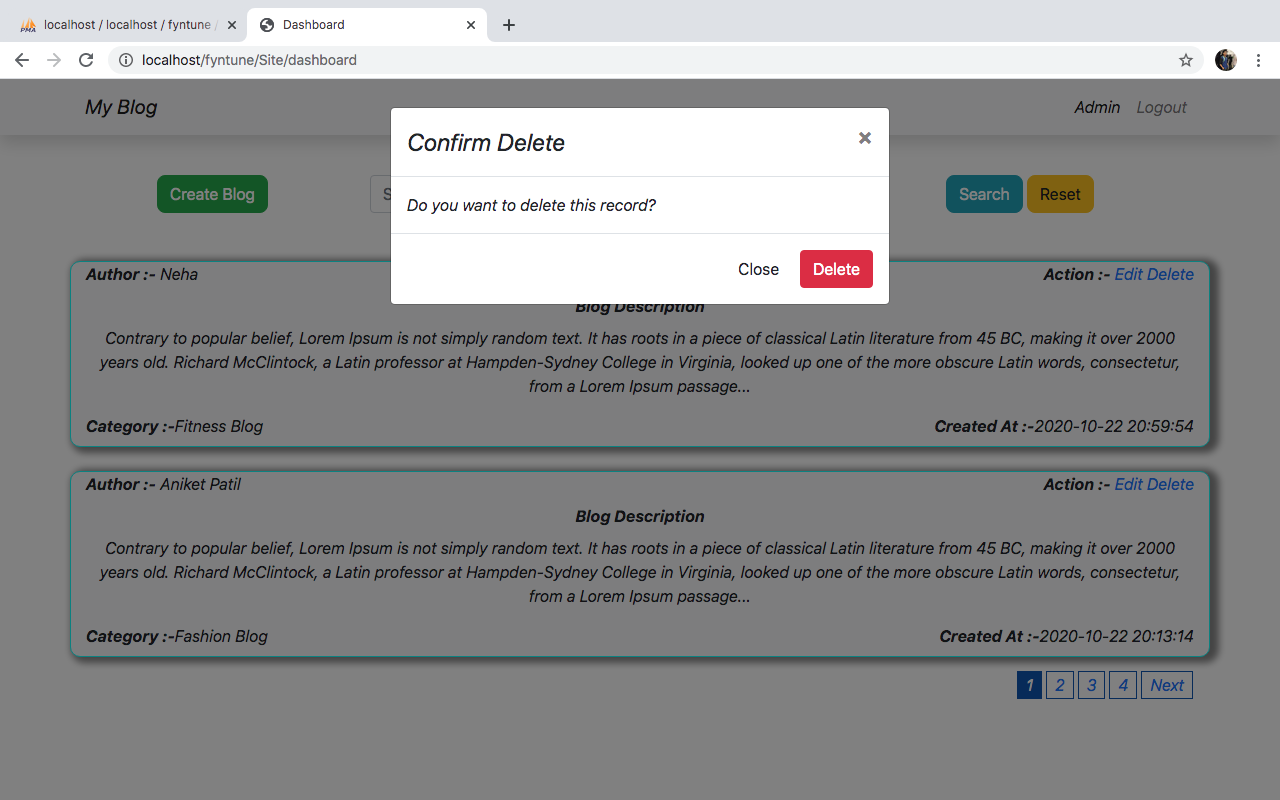 localhost / localhost / fyntune /
Dashboard
localhost/fyntune/Site/dashboard
My Blog
Admin Logout
Confirm Delete ×
Create Blog
Search Reset
Do you want to delete this record?
Close Delete
Author :- Neha
Action :- Edit Delete
Blog Description
Contrary to popular belief, Lorem Ipsum is not simply random text. It has roots in a piece of classical Latin literature from 45 BC, making it over 2000
years old. Richard McClintock, a Latin professor at Hampden-Sydney College in Virginia, looked up one of the more obscure Latin words, consectetur,
from a Lorem Ipsum passage...
Category :-Fitness Blog
Created At :-2020-10-22 20:59:54
Author :- Aniket Patil
Action :- Edit Delete
Blog Description
Contrary to popular belief, Lorem Ipsum is not simply random text. It has roots in a piece of classical Latin literature from 45 BC, making it over 2000
years old. Richard McClintock, a Latin professor at Hampden-Sydney College in Virginia, looked up one of the more obscure Latin words, consectetur,
from a Lorem Ipsum passage...
Category :-Fashion Blog
Created At :-2020-10-22 20:13:14
1 2 3 4 Next